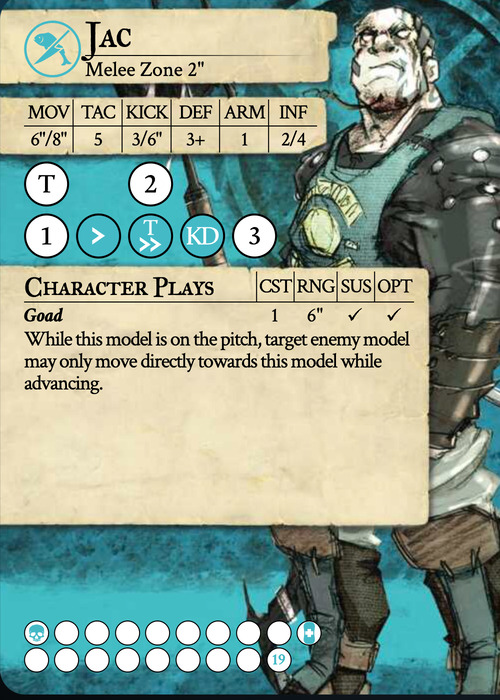 Jac
Melee Zone 2"
MOV TAC KICK DEF ARM INF
6"/8" 5 3/6" 3+ 1 2/4
T 2
1 > T >> KD 3
Character Plays CST RNG SUS OPT
Goad 1 6" ✓ ✓
While this model is on the pitch, target enemy model
may only move directly towards this model while
advancing.
19